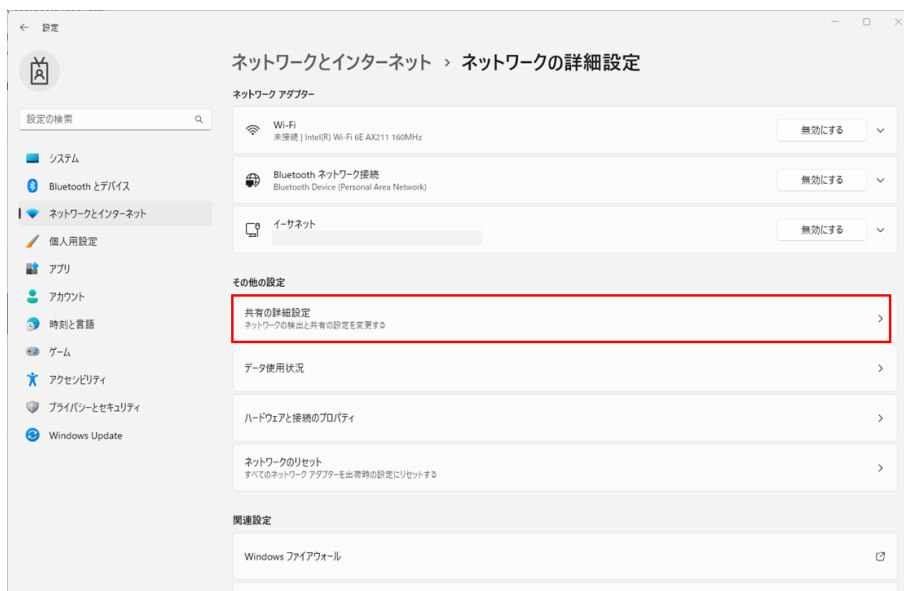 設定
ネットワークとインターネット › ネットワークの詳細設定
ネットワーク アダプター
設定の検索
Wi-Fi
未接続 | Intel(R) Wi-Fi 6E AX211 160MHz
無効にする
システム
Bluetooth とデバイス
ネットワークとインターネット
個人用設定
アプリ
アカウント
時刻と言語
ゲーム
アクセシビリティ
プライバシーとセキュリティ
Windows Update
Bluetooth ネットワーク接続
Bluetooth Device (Personal Area Network)
無効にする
イーサネット
無効にする
その他の設定
共有の詳細設定
ネットワークの検出と共有の設定を変更する
データ使用状況
ハードウェアと接続のプロパティ
ネットワークのリセット
すべてのネットワーク アダプターを出荷時の設定にリセットする
関連設定
Windows ファイアウォール